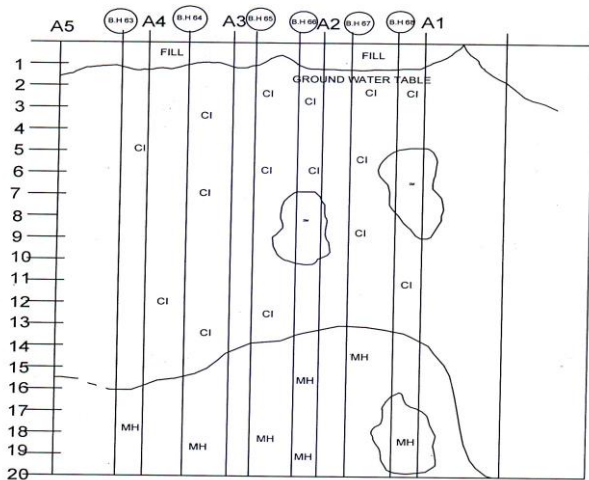 A5 B.H 63 A4 B.H 64 A3 B.H 65 B.H 66 A2 B.H 67 B.H 68 A1
FILL FILL
1
GROUND WATER TABLE
2
CI CI CI
3 CI
CI
4
5 CI
CI
6 CI CI
7 CI
8
9 CI
10
11
CI
12 CI
CI
13
CI
14
MH
15
MH
16
17
MH
18 MH MH
MH
19 MH
20